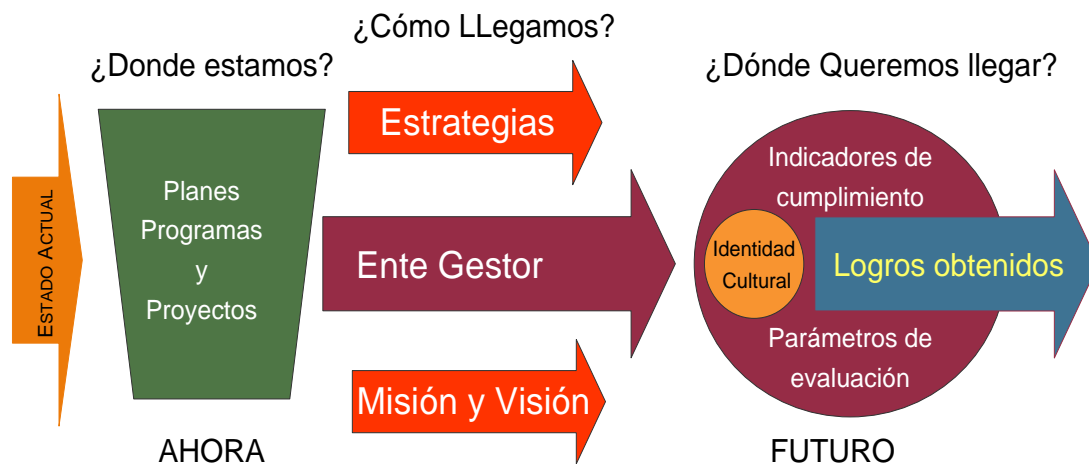 ¿Cómo LLegamos?
¿Donde estamos?
¿Dónde Queremos llegar?
ESTADO ACTUAL
Planes
Programas
y
Proyectos
Estrategias
Ente Gestor
Misión y Visión
Indicadores de
cumplimiento
Identidad
Cultural
Logros obtenidos
Parámetros de
evaluación
AHORA
FUTURO